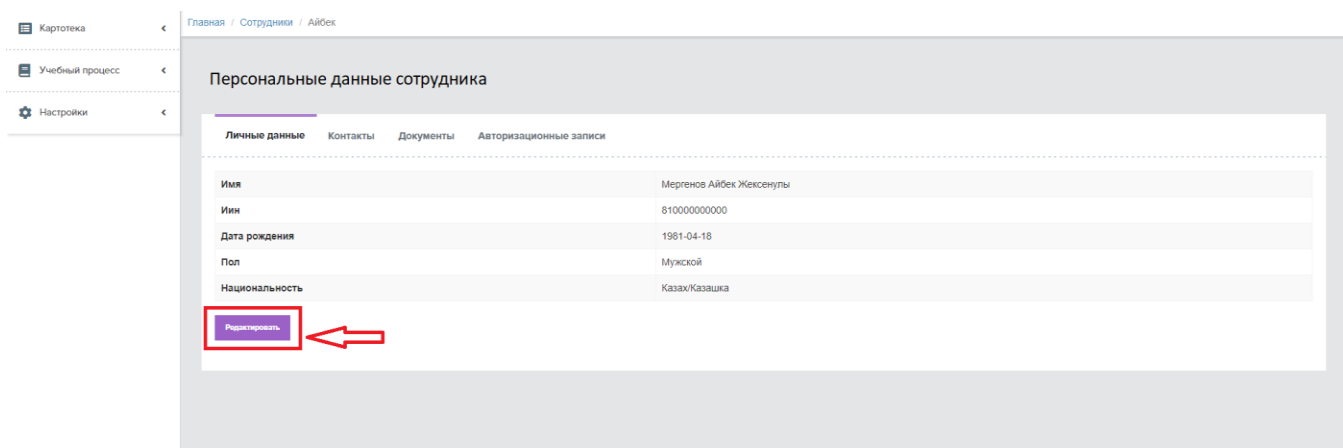 Картотека
Учебный процесс
Настройки
Главная / Сотрудники / Айбек
Персональные данные сотрудника
Личные данные Контакты Документы Авторизационные записи
Имя Мергенов Айбек Жексенулы
Иин 810000000000
Дата рождения 1981-04-18
Пол Мужской
Национальность Казах/Казашка
Редактировать